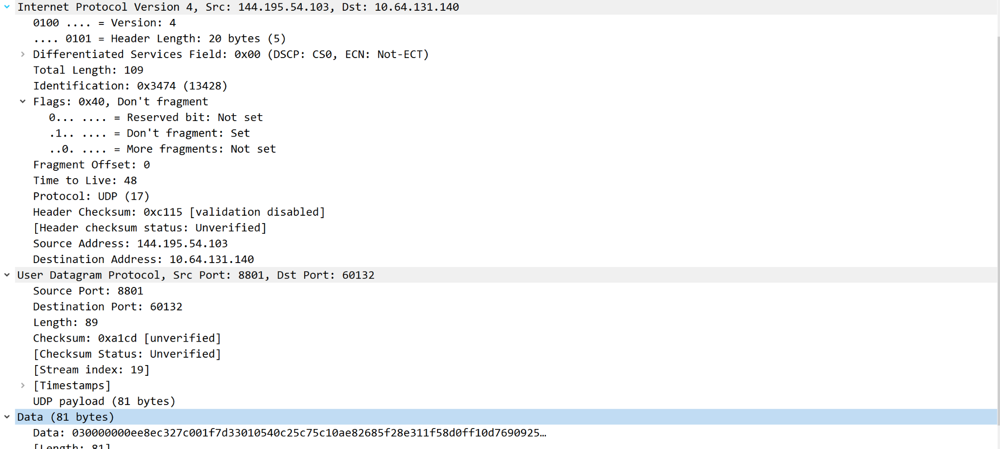 Internet Protocol Version 4, Src: 144.195.54.103, Dst: 10.64.131.140
0100 .... = Version: 4
.... 0101 = Header Length: 20 bytes (5)
Differentiated Services Field: 0x00 (DSCP: CS0, ECN: Not-ECT)
Total Length: 109
Identification: 0x3474 (13428)
Flags: 0x40, Don't fragment
0... .... = Reserved bit: Not set
.1.. .... = Don't fragment: Set
..0. .... = More fragments: Not set
Fragment Offset: 0
Time to Live: 48
Protocol: UDP (17)
Header Checksum: 0xc115 [validation disabled]
[Header checksum status: Unverified]
Source Address: 144.195.54.103
Destination Address: 10.64.131.140
User Datagram Protocol, Src Port: 8801, Dst Port: 60132
Source Port: 8801
Destination Port: 60132
Length: 89
Checksum: 0xa1cd [unverified]
[Checksum Status: Unverified]
[Stream index: 19]
[Timestamps]
UDP payload (81 bytes)
Data (81 bytes)
Data: 030000000ee8ec327c001f7d33010540c25c75c10ae82685f28e311f58d0ff10d7690925…
[Length: 81]